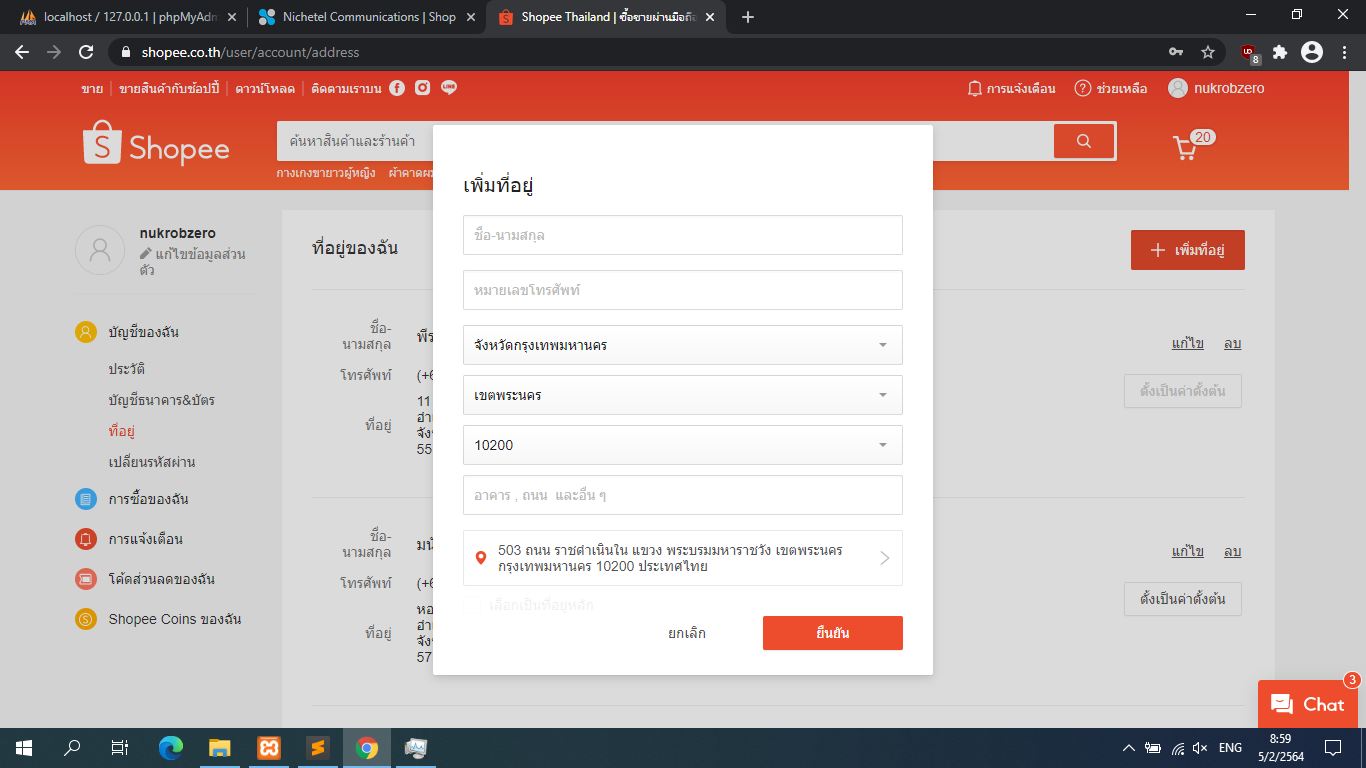 localhost / 127.0.0.1 | phpMyAdm
Nichetel Communications | Shop
Shopee Thailand | ซื้อขายผ่านมือถือ
shopee.co.th/user/account/address
8
ขาย | ขายสินค้ากับช้อปปี้ | ดาวน์โหลด | ติดตามเราบน
LINE
การแจ้งเตือน
ช่วยเหลือ
nukrobzero
Shopee
ค้นหาสินค้าและร้านค้า
20
กางเกงขายาวผู้หญิง
nukrobzero
แก้ไขข้อมูลส่วน
ตัว
บัญชีของฉัน
ประวัติ
บัญชีธนาคาร&บัตร
ที่อยู่
เปลี่ยนรหัสผ่าน
การซื้อของฉัน
การแจ้งเตือน
โค้ดส่วนลดของฉัน
Shopee Coins ของฉัน
ที่อยู่ของฉัน
เพิ่มที่อยู่
ชื่อ-
นามสกุล
โทรศัพท์
(+6
ที่อยู่
11
55
แก้ไข ลบ
ตั้งเป็นค่าตั้งต้น
ชื่อ-
นามสกุล
โทรศัพท์
(+6
ที่อยู่
57
แก้ไข ลบ
ตั้งเป็นค่าตั้งต้น
เพิ่มที่อยู่
ชื่อ-นามสกุล
หมายเลขโทรศัพท์
จังหวัดกรุงเทพมหานคร
เขตพระนคร
10200
อาคาร , ถนน และอื่น ๆ
503 ถนน ราชดำเนินใน แขวง พระบรมมหาราชวัง เขตพระนคร
กรุงเทพมหานคร 10200 ประเทศไทย
เลือกเป็นที่อยู่หลัก
ยกเลิก
ยืนยัน
3
Chat
ENG
8:59
5/2/2564